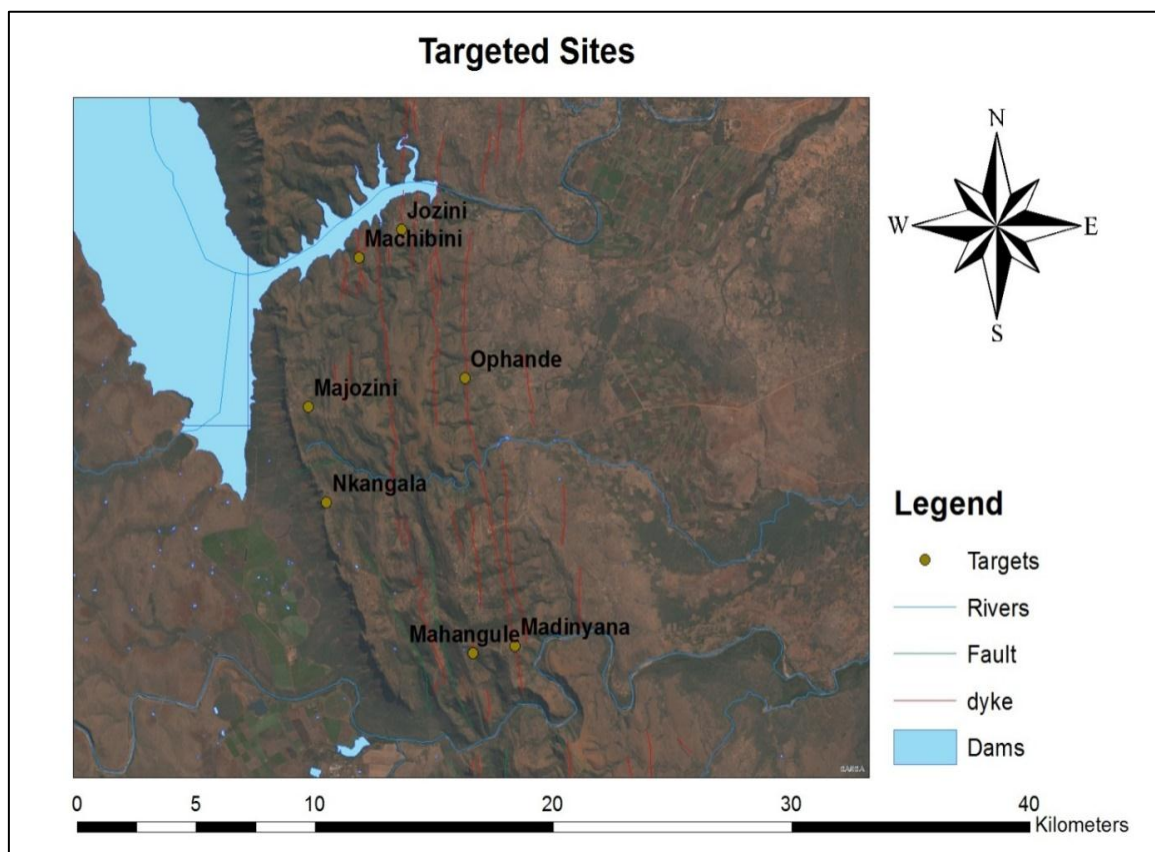 Targeted Sites
N
W
E
S
Jozini
Machibini
Ophande
Majozini
Nkangala
Mahangule
Madinyana
Legend
Targets
Rivers
Fault
dyke
Dams
SANSA
0 5 10 20 30 40
Kilometers